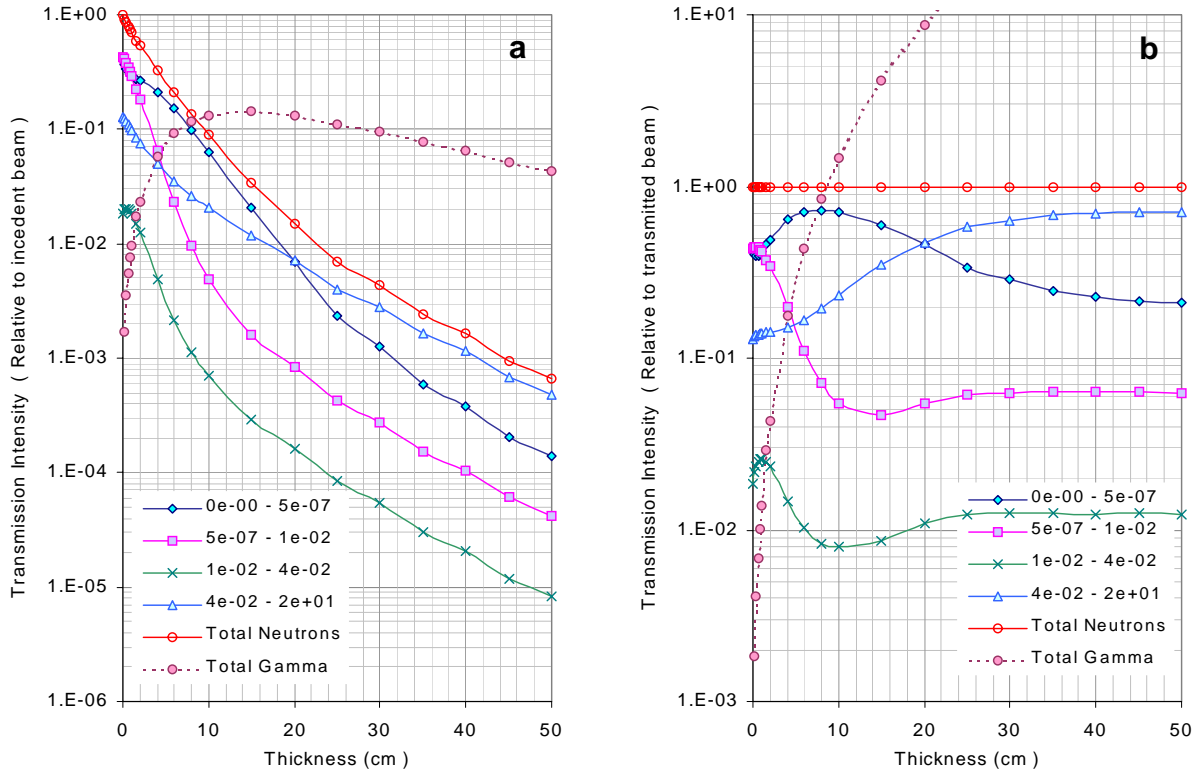 a
1.E+00
1.E-01
1.E-02
1.E-03
1.E-04
1.E-05
1.E-06
Transmission Intensity ( Relative to incedent beam)
0e-00 - 5e-07
5e-07 - 1e-02
1e-02 - 4e-02
4e-02 - 2e+01
Total Neutrons
Total Gamma
0 10 20 30 40 50
Thickness (cm )
b
1.E+01
1.E+00
1.E-01
1.E-02
1.E-03
Transmission Intensity ( Relative to transmitted beam)
0e-00 - 5e-07
5e-07 - 1e-02
1e-02 - 4e-02
4e-02 - 2e+01
Total Neutrons
Total Gamma
0 10 20 30 40 50
Thickness (cm )